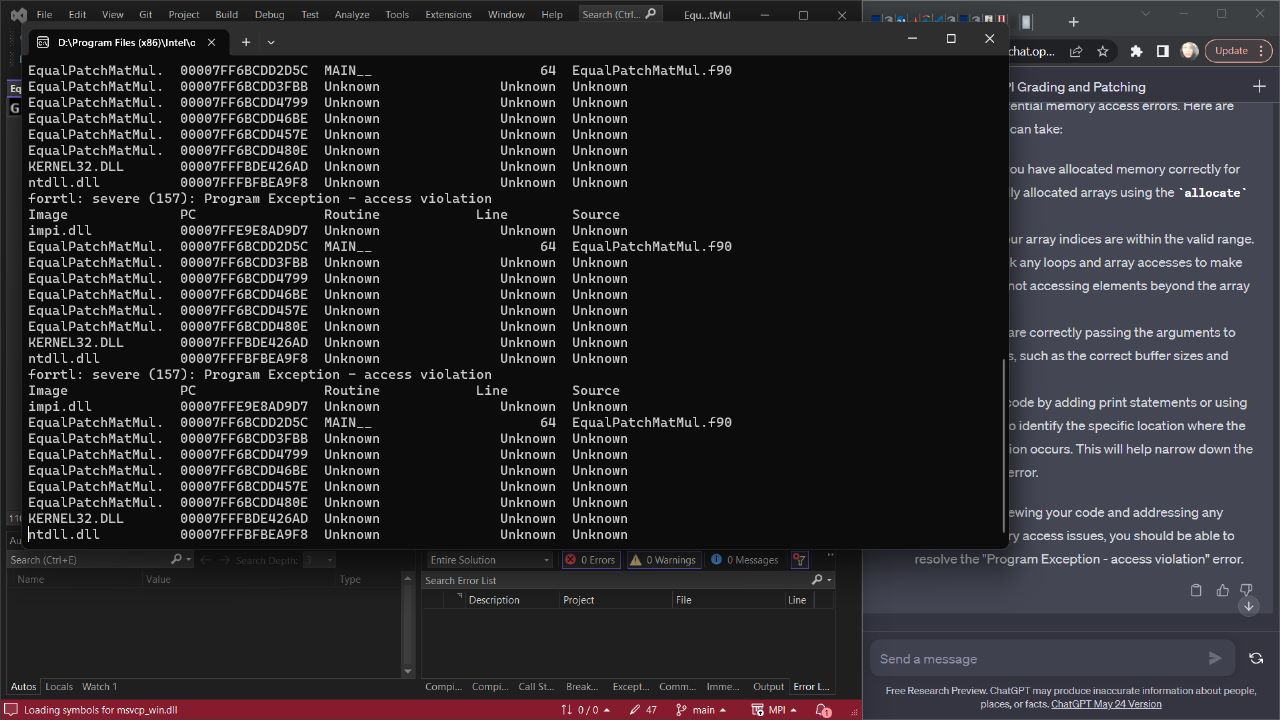 File Edit View Git Project Build Debug Test Analyze Tools Extensions Window Help Search (Ctrl... Equ...tMul
D:\Program Files (x86)\Intel\o
EqualPatchMatMul. 00007FF6BCDD2D5C MAIN__ 64 EqualPatchMatMul.f90
EqualPatchMatMul. 00007FF6BCDD3FBB Unknown Unknown Unknown
EqualPatchMatMul. 00007FF6BCDD4799 Unknown Unknown Unknown
EqualPatchMatMul. 00007FF6BCDD46BE Unknown Unknown Unknown
EqualPatchMatMul. 00007FF6BCDD457E Unknown Unknown Unknown
EqualPatchMatMul. 00007FF6BCDD480E Unknown Unknown Unknown
KERNEL32.DLL 00007FFFBDE426AD Unknown Unknown Unknown
ntdll.dll 00007FFFBFBEA9F8 Unknown Unknown Unknown
forrtl: severe (157): Program Exception - access violation
Image PC Routine Line Source
impi.dll 00007FFE9E8AD9D7 Unknown Unknown Unknown
EqualPatchMatMul. 00007FF6BCDD2D5C MAIN__ 64 EqualPatchMatMul.f90
EqualPatchMatMul. 00007FF6BCDD3FBB Unknown Unknown Unknown
EqualPatchMatMul. 00007FF6BCDD4799 Unknown Unknown Unknown
EqualPatchMatMul. 00007FF6BCDD46BE Unknown Unknown Unknown
EqualPatchMatMul. 00007FF6BCDD457E Unknown Unknown Unknown
EqualPatchMatMul. 00007FF6BCDD480E Unknown Unknown Unknown
KERNEL32.DLL 00007FFFBDE426AD Unknown Unknown Unknown
ntdll.dll 00007FFFBFBEA9F8 Unknown Unknown Unknown
forrtl: severe (157): Program Exception - access violation
Image PC Routine Line Source
impi.dll 00007FFE9E8AD9D7 Unknown Unknown Unknown
EqualPatchMatMul. 00007FF6BCDD2D5C MAIN__ 64 EqualPatchMatMul.f90
EqualPatchMatMul. 00007FF6BCDD3FBB Unknown Unknown Unknown
EqualPatchMatMul. 00007FF6BCDD4799 Unknown Unknown Unknown
EqualPatchMatMul. 00007FF6BCDD46BE Unknown Unknown Unknown
EqualPatchMatMul. 00007FF6BCDD457E Unknown Unknown Unknown
EqualPatchMatMul. 00007FF6BCDD480E Unknown Unknown Unknown
KERNEL32.DLL 00007FFFBDE426AD Unknown Unknown Unknown
ntdll.dll 00007FFFBFBEA9F8 Unknown Unknown Unknown
Search (Ctrl+E) Search Depth: 3
Name Value Type
Autos Locals Watch 1
Entire Solution 0 Errors 0 Warnings 0 Messages
Search Error List
Description Project File Line
Compi... Compi... Call St... Break... Except... Comm... Imme... Output Error L...
Loading symbols for msvcp_win.dll 0 / 0 47 main MPI 1
chat.op... Update
PI Grading and Patching
ential memory access errors. Here are
can take:
you have allocated memory correctly for
ly allocated arrays using the `allocate`
our array indices are within the valid range.
k any loops and array accesses to make
not accessing elements beyond the array
are correctly passing the arguments to
s, such as the correct buffer sizes and
code by adding print statements or using
o identify the specific location where the
ion occurs. This will help narrow down the
error.
ewing your code and addressing any
ry access issues, you should be able to
resolve the "Program Exception - access violation" error.
Send a message
Free Research Preview. ChatGPT may produce inaccurate information about people,
places, or facts. ChatGPT May 24 Version